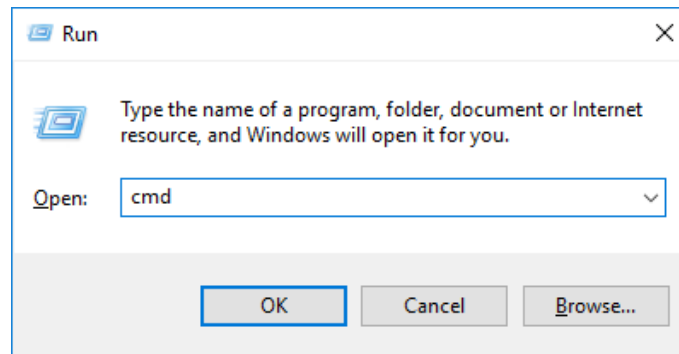 Run
Type the name of a program, folder, document or Internet
resource, and Windows will open it for you.
Open: cmd
OK Cancel Browse...